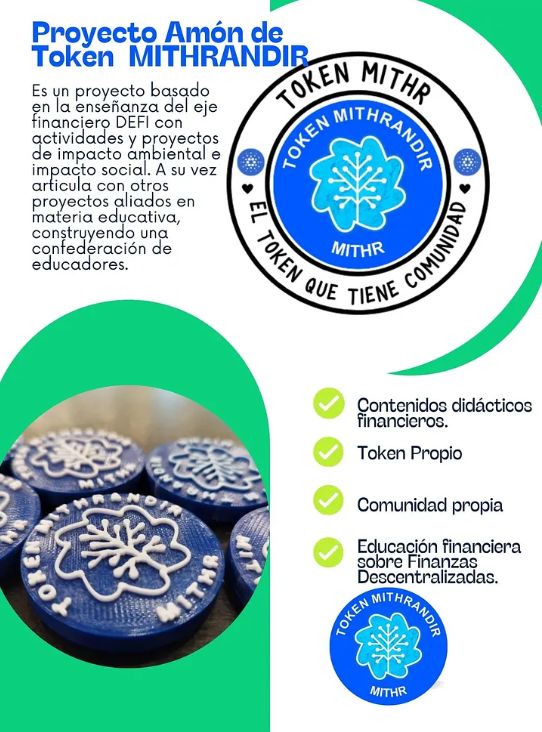 Proyecto Amón de
Token MITHRANDIR
Es un proyecto basado
en la enseñanza del eje
financiero DEFI con
actividades y proyectos
de impacto ambiental e
impacto social. A su vez
articula con otros
proyectos aliados en
materia educativa,
construyendo una
confederación de
educadores.
TOKEN MITHR
EL TOKEN QUE TIENE COMUNIDAD
TOKEN MITHRANDIR
MITHR
Contenidos didácticos
financieros.
Token Propio
Comunidad propia
Educación financiera
sobre Finanzas
Descentralizadas.
TOKEN MITHRANDIR
MITHR
TOKEN MITHRANDIR
MITHR